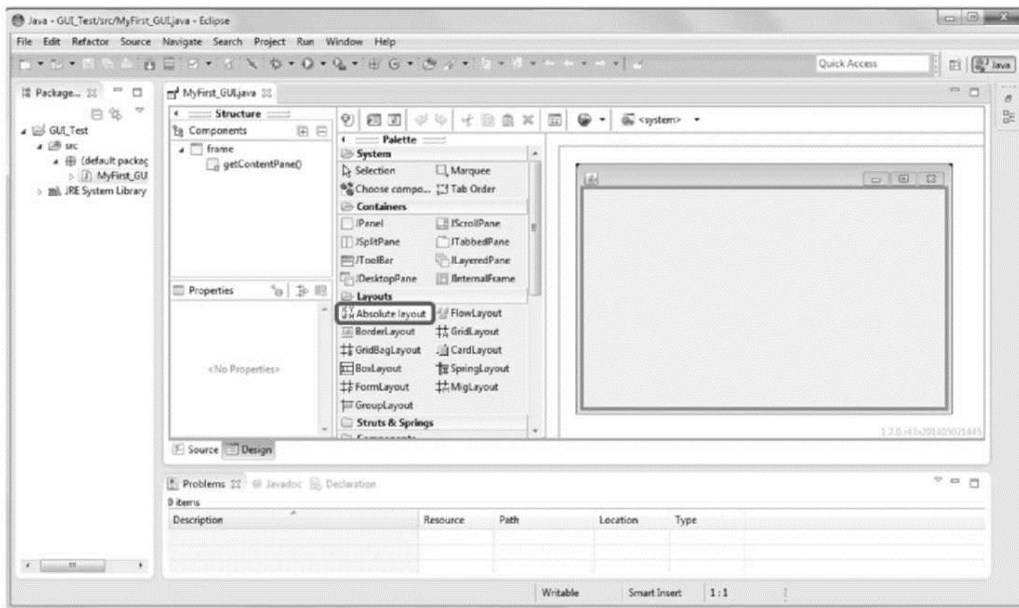 Java - GUI_Test/src/MyFirst_GUI.java - Eclipse
File Edit Refactor Source Navigate Search Project Run Window Help
Quick Access
Java
Package...
GUI_Test
src
(default packag
MyFirst_GU
JRE System Library
MyFirst_GUI.java
Structure
Components
frame
getContentPane()
Properties
<No Properties>
<system>
Palette
System
Selection Marquee
Choose compo... Tab Order
Containers
JPanel JScrollPane
JSplitPane JTabbedPane
JToolBar JLayeredPane
JDesktopPane JInternalFrame
Layouts
Absolute layout FlowLayout
BorderLayout GridLayout
GridBagLayout CardLayout
BoxLayout SpringLayout
FormLayout MigLayout
GroupLayout
Struts & Springs
Components
Source Design
Problems Javadoc Declaration
0 items
Description Resource Path Location Type
Writable Smart Insert 1 : 1